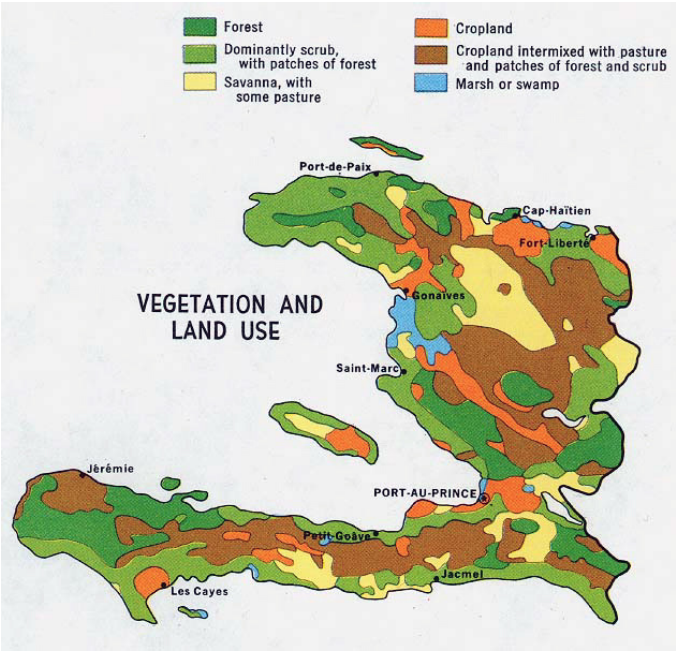 Forest
Dominantly scrub,
with patches of forest
Savanna, with
some pasture
Cropland
Cropland intermixed with pasture
and patches of forest and scrub
Marsh or swamp
Port-de-Paix
Cap-Haïtien
Fort-Liberté
Gonaïves
VEGETATION AND
LAND USE
Saint-Marc
Jérémie
PORT-AU-PRINCE
Petit-Goâve
Jacmel
Les Cayes